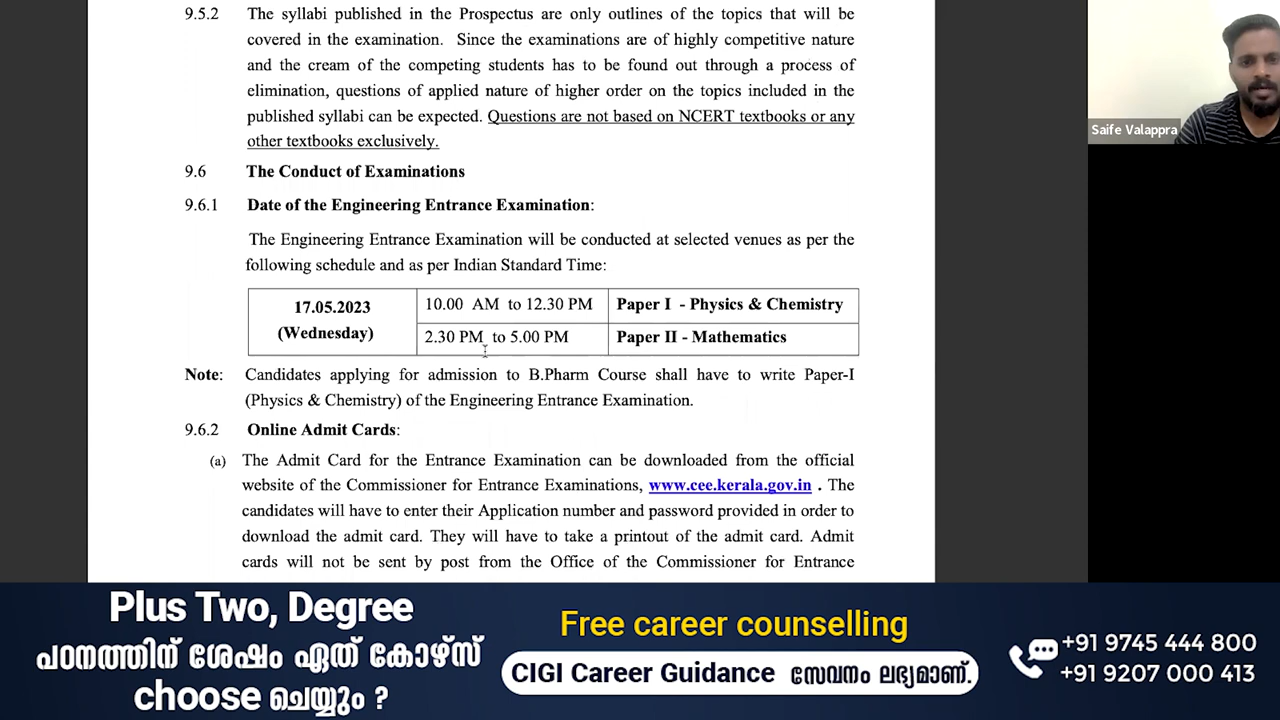 9.5.2 The syllabi published in the Prospectus are only outlines of the topics that will be
covered in the examination. Since the examinations are of highly competitive nature
and the cream of the competing students has to be found out through a process of
elimination, questions of applied nature of higher order on the topics included in the
published syllabi can be expected. Questions are not based on NCERT textbooks or any
other textbooks exclusively.
9.6 The Conduct of Examinations
9.6.1 Date of the Engineering Entrance Examination:
The Engineering Entrance Examination will be conducted at selected venues as per the
following schedule and as per Indian Standard Time:
17.05.2023
(Wednesday)
10.00 AM to 12.30 PM Paper I - Physics & Chemistry
2.30 PM to 5.00 PM Paper II - Mathematics
Note: Candidates applying for admission to B.Pharm Course shall have to write Paper-I
(Physics & Chemistry) of the Engineering Entrance Examination.
9.6.2 Online Admit Cards:
(a) The Admit Card for the Entrance Examination can be downloaded from the official
website of the Commissioner for Entrance Examinations, www.cee.kerala.gov.in . The
candidates will have to enter their Application number and password provided in order to
download the admit card. They will have to take a printout of the admit card. Admit
cards will not be sent by post from the Office of the Commissioner for Entrance
Saife Valappra
Plus Two, Degree
പഠനത്തിന് ശേഷം ഏത് കോഴ്സ്
choose ചെയ്യും ?
Free career counselling
CIGI Career Guidance സേവനം ലഭ്യമാണ്.
+91 9745 444 800
+91 9207 000 413